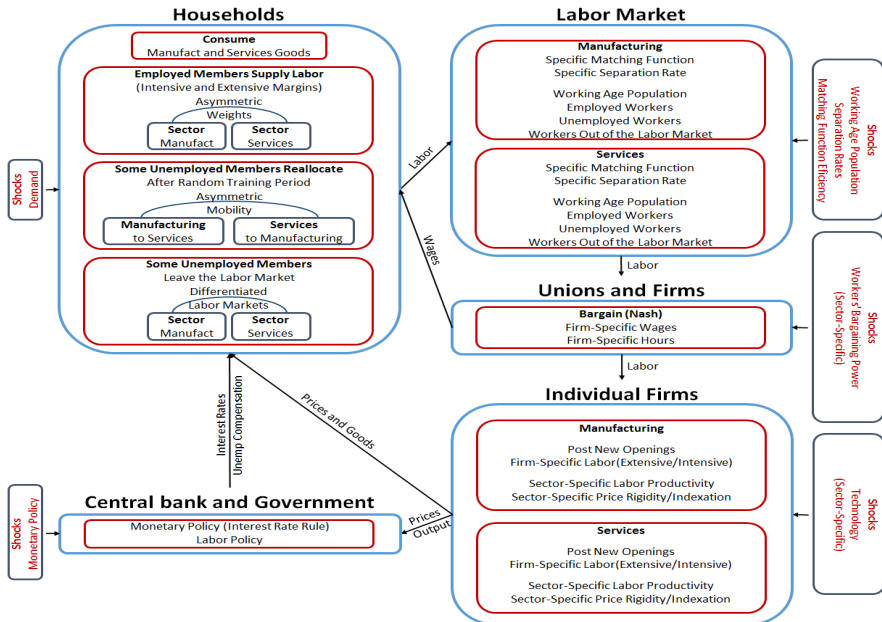 Households
Consume
Manufact and Services Goods
Employed Members Supply Labor
(Intensive and Extensive Margins)
Asymmetric
Weights
Sector
Manufact
Sector
Services
Some Unemployed Members Reallocate
After Random Training Period
Asymmetric
Mobility
Manufacturing
to Services
Services
to Manufacturing
Some Unemployed Members
Leave the Labor Market
Differentiated
Labor Markets
Sector
Manufact
Sector
Services
Shocks
Demand
Labor
Wages
Labor Market
Manufacturing
Specific Matching Function
Specific Separation Rate
Working Age Population
Employed Workers
Unemployed Workers
Workers Out of the Labor Market
Services
Specific Matching Function
Specific Separation Rate
Working Age Population
Employed Workers
Unemployed Workers
Workers Out of the Labor Market
Shocks
Working Age Population
Separation Rates
Matching Function Eficiency
Labor
Unions and Firms
Bargain (Nash)
Firm-Specific Wages
Firm-Specific Hours
Shocks
Workers' Bargaining Power
(Sector-Specific)
Labor
Individual Firms
Manufacturing
Post New Openings
Firm-Specific Labor(Extensive/Intensive)
Sector-Specific Labor Productivity
Sector-Specific Price Rigidity/Indexation
Services
Post New Openings
Firm-Specific Labor(Extensive/Intensive)
Sector-Specific Labor Productivity
Sector-Specific Price Rigidity/Indexation
Shocks
Technology
(Sector-Specific)
Interest Rates
Unemp Compensation
Prices and Goods
Prices
Output
Central bank and Government
Monetary Policy (Interest Rate Rule)
Labor Policy
Shocks
Monetary Policy